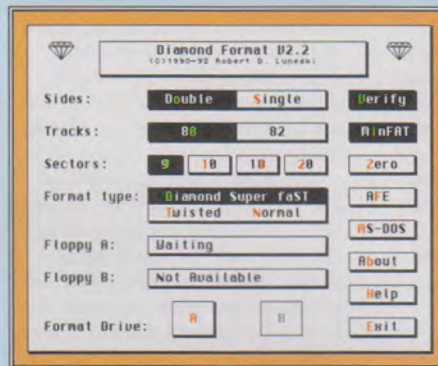 Diamond Format V2.2
(C)1990-92 Robert D. Luneski
Sides: Double Single Verify
Tracks: 80 82 MinFAT
Sectors: 9 10 18 20 Zero
Format type: Diamond Super faST AFE
Twisted Normal
MS-DOS
Floppy A: Waiting
About
Floppy B: Not Available
Help
Format Drive: A B Exit